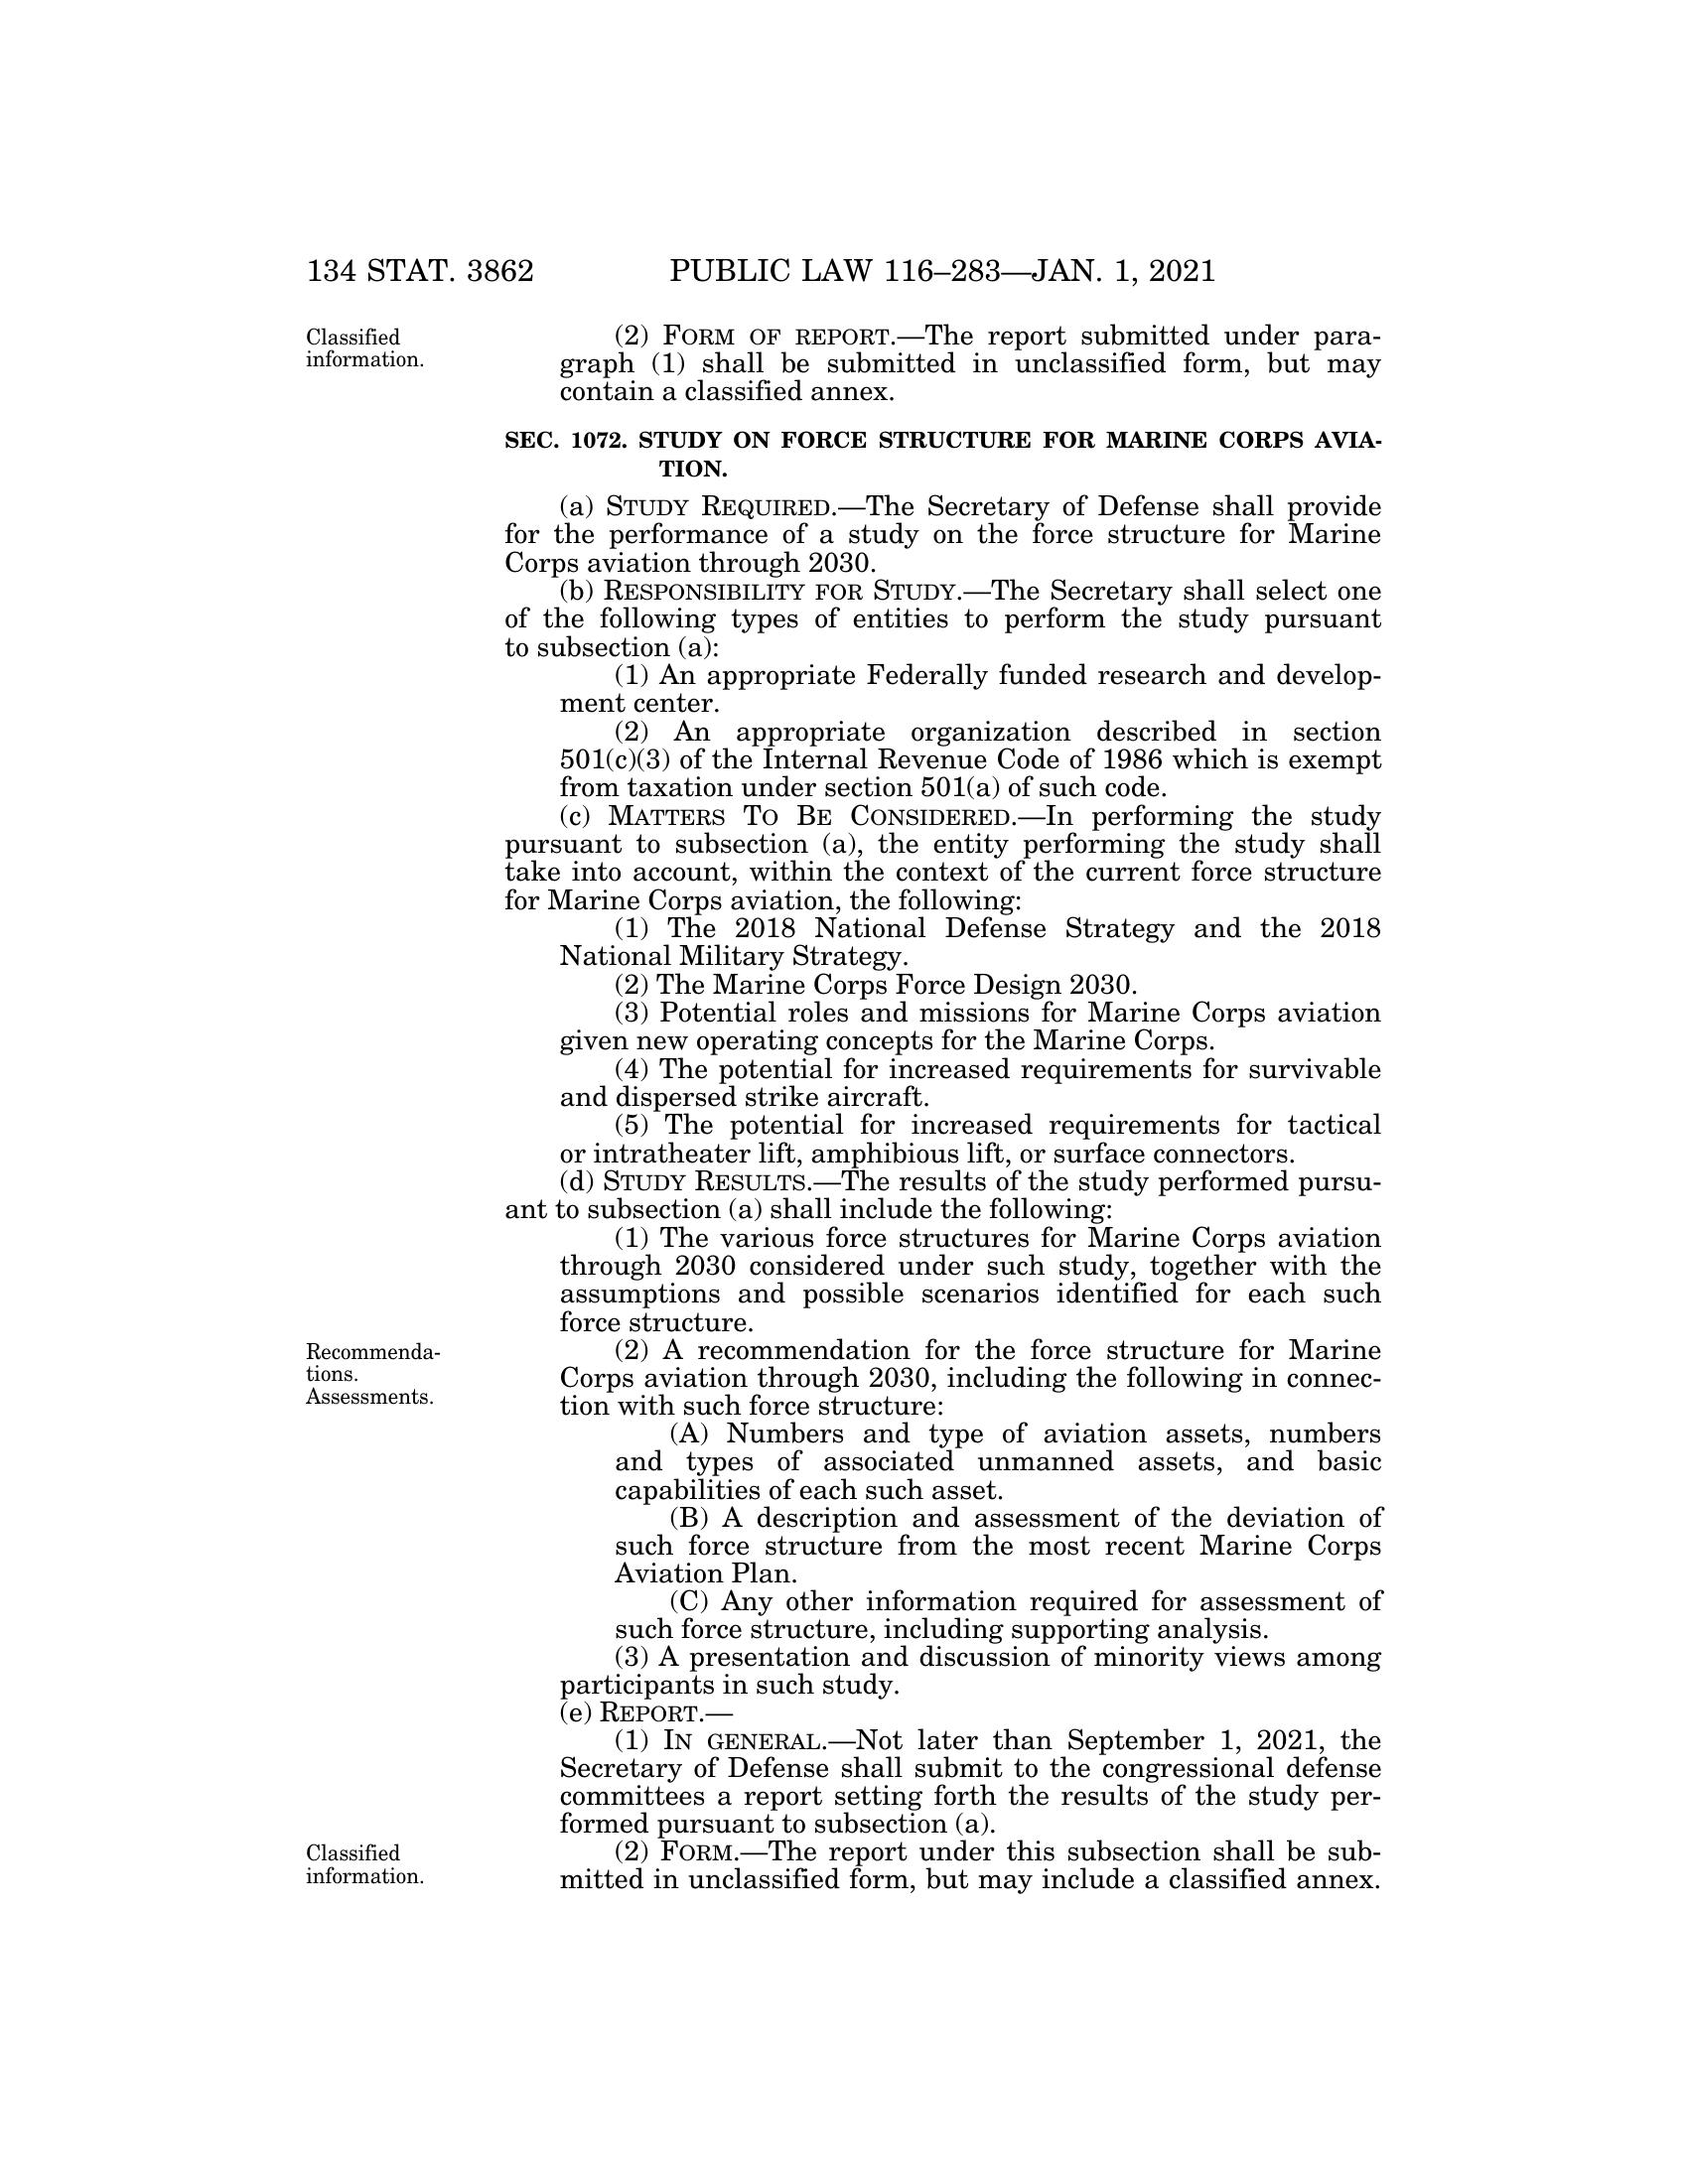 134 STAT. 3862 PUBLIC LAW 116–283—JAN. 1, 2021
Classified
information.
(2) FORM OF REPORT.—The report submitted under para-
graph (1) shall be submitted in unclassified form, but may
contain a classified annex.
SEC. 1072. STUDY ON FORCE STRUCTURE FOR MARINE CORPS AVIA-
TION.
(a) STUDY REQUIRED.—The Secretary of Defense shall provide
for the performance of a study on the force structure for Marine
Corps aviation through 2030.
(b) RESPONSIBILITY FOR STUDY.—The Secretary shall select one
of the following types of entities to perform the study pursuant
to subsection (a):
(1) An appropriate Federally funded research and develop-
ment center.
(2) An appropriate organization described in section
501(c)(3) of the Internal Revenue Code of 1986 which is exempt
from taxation under section 501(a) of such code.
(c) MATTERS TO BE CONSIDERED.—In performing the study
pursuant to subsection (a), the entity performing the study shall
take into account, within the context of the current force structure
for Marine Corps aviation, the following:
(1) The 2018 National Defense Strategy and the 2018
National Military Strategy.
(2) The Marine Corps Force Design 2030.
(3) Potential roles and missions for Marine Corps aviation
given new operating concepts for the Marine Corps.
(4) The potential for increased requirements for survivable
and dispersed strike aircraft.
(5) The potential for increased requirements for tactical
or intratheater lift, amphibious lift, or surface connectors.
(d) STUDY RESULTS.—The results of the study performed pursu-
ant to subsection (a) shall include the following:
(1) The various force structures for Marine Corps aviation
through 2030 considered under such study, together with the
assumptions and possible scenarios identified for each such
force structure.
Recommenda-
tions.
Assessments.
(2) A recommendation for the force structure for Marine
Corps aviation through 2030, including the following in connec-
tion with such force structure:
(A) Numbers and type of aviation assets, numbers
and types of associated unmanned assets, and basic
capabilities of each such asset.
(B) A description and assessment of the deviation of
such force structure from the most recent Marine Corps
Aviation Plan.
(C) Any other information required for assessment of
such force structure, including supporting analysis.
(3) A presentation and discussion of minority views among
participants in such study.
(e) REPORT.—
(1) IN GENERAL.—Not later than September 1, 2021, the
Secretary of Defense shall submit to the congressional defense
committees a report setting forth the results of the study per-
formed pursuant to subsection (a).
Classified
information.
(2) FORM.—The report under this subsection shall be sub-
mitted in unclassified form, but may include a classified annex.